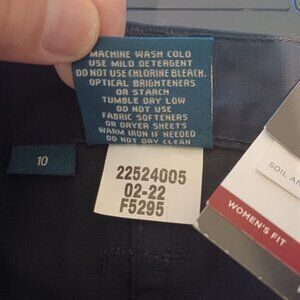 MACHINE WASH COLD
USE MILD DETERGENT
DO NOT USE CHLORINE BLEACH,
OPTICAL BRIGHTENERS
OR STARCH
TUMBLE DRY LOW
DO NOT USE
FABRIC SOFTENERS
OR DRYER SHEETS
WARM IRON IF NEEDED
DO NOT DRY CLEAN
10
22524005
02-22
F5295
SOIL AN
WOMEN'S FIT